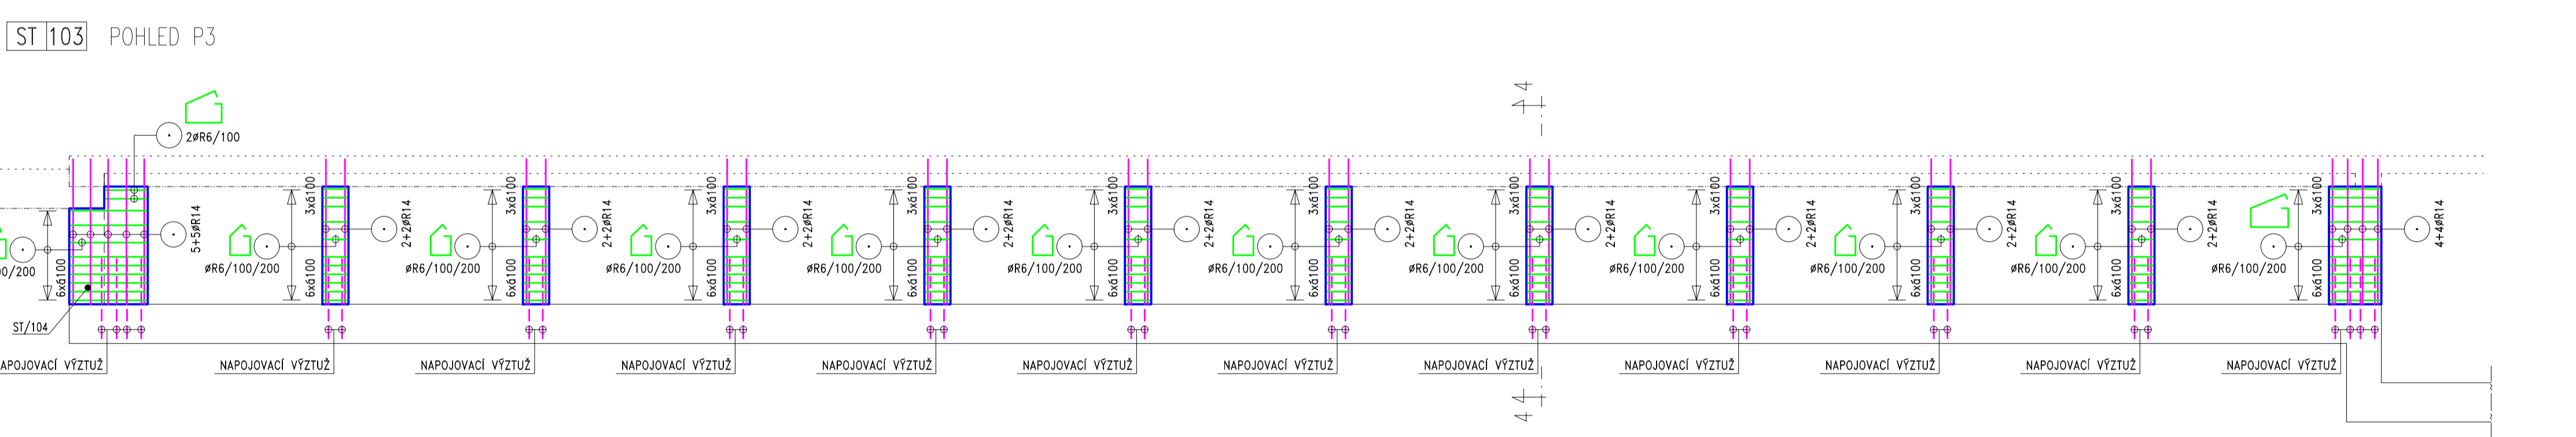 ST 103 POHLED P3
2øR6/100
00/200
6x6100
5+5øR14
ST/104
APOJOVACÍ VÝZTUŽ
øR6/100/200
3x6100
6x6100
2+2øR14
NAPOJOVACÍ VÝZTUŽ
øR6/100/200
3x6100
6x6100
2+2øR14
NAPOJOVACÍ VÝZTUŽ
øR6/100/200
3x6100
6x6100
2+2øR14
NAPOJOVACÍ VÝZTUŽ
øR6/100/200
3x6100
6x6100
2+2øR14
NAPOJOVACÍ VÝZTUŽ
øR6/100/200
3x6100
6x6100
2+2øR14
NAPOJOVACÍ VÝZTUŽ
øR6/100/200
3x6100
6x6100
2+2øR14
NAPOJOVACÍ VÝZTUŽ
4
4
øR6/100/200
3x6100
6x6100
2+2øR14
NAPOJOVACÍ VÝZTUŽ
4
4
øR6/100/200
3x6100
6x6100
2+2øR14
NAPOJOVACÍ VÝZTUŽ
øR6/100/200
3x6100
6x6100
2+2øR14
NAPOJOVACÍ VÝZTUŽ
øR6/100/200
3x6100
6x6100
2+2øR14
NAPOJOVACÍ VÝZTUŽ
øR6/100/200
3x6100
6x6100
4+4øR14
NAPOJOVACÍ VÝZTUŽ